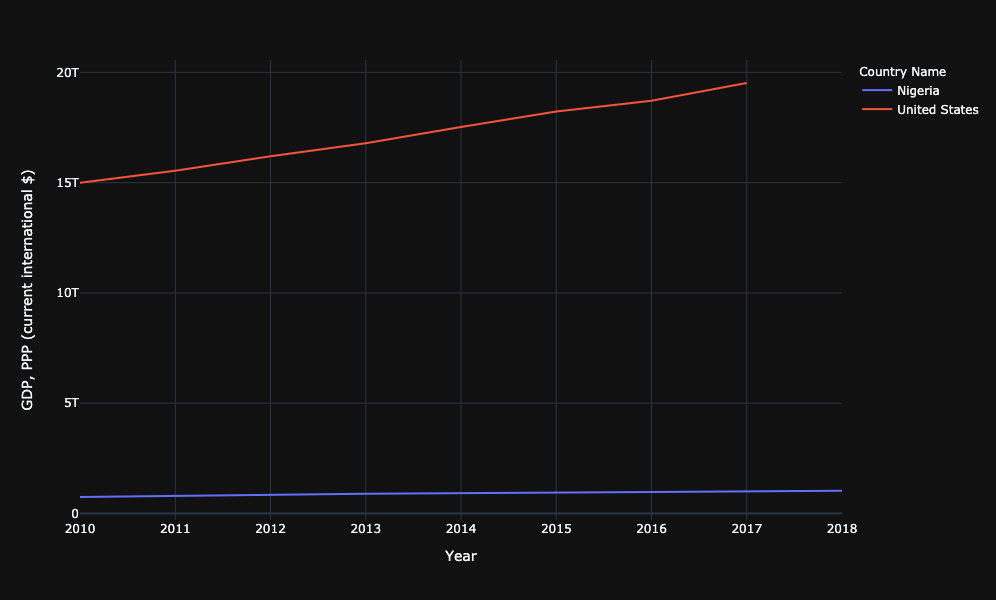 20T
15T
10T
5T
0
GDP, PPP (current international $)
2010 2011 2012 2013 2014 2015 2016 2017 2018
Year
Country Name
Nigeria
United States